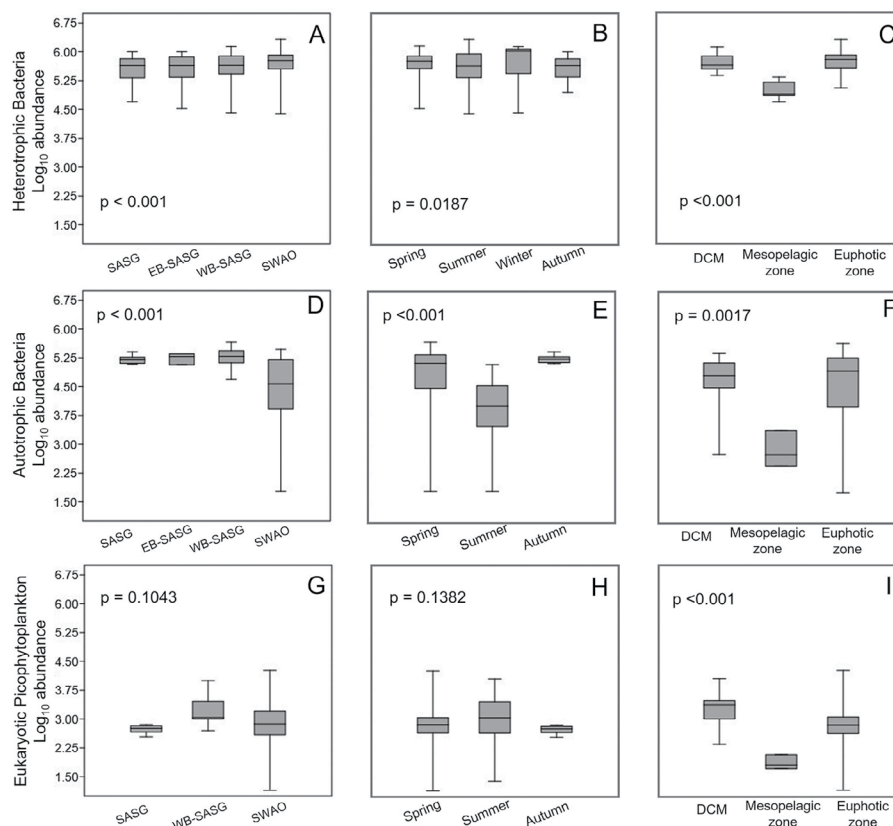 Heterotrophic Bacteria
Log10 abundance
6.75
6.00
5.25
4.50
3.75
3.00
2.25
1.50
A
p < 0.001
SASG
EB-SASG
WB-SASG
SWAO
B
p = 0.0187
Spring
Summer
Winter
Autumn
C
p <0.001
DCM
Mesopelagic
zone
Euphotic
zone
Autotrophic Bacteria
Log10 abundance
6.75
6.00
5.25
4.50
3.00
2.25
1.50
p < 0.001
D
SASG
EB-SASG
WB-SASG
SWAO
p <0.001
E
Spring
Summer
Autumn
p = 0.0017
F
DCM
Mesopelagic
zone
Euphotic
zone
Eukaryotic Picophytoplankton
Log10 abundance
6.75
6.00
5.25
4.50
3.75
3.00
2.25
1.50
p = 0.1043
G
SASG
WB-SASG
SWAO
p = 0.1382
H
Spring
Summer
Autumn
p <0.001
I
DCM
Mesopelagic
zone
Euphotic
zone